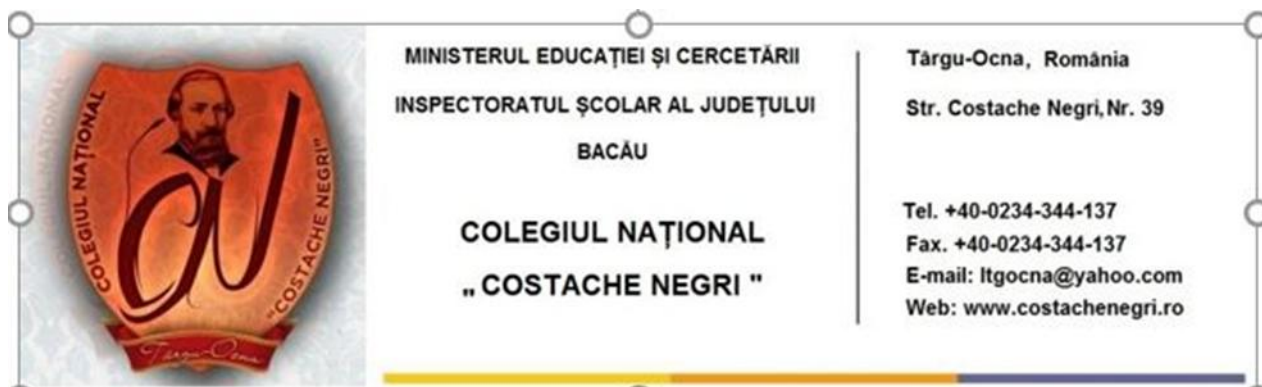 COLEGIUL NAȚIONAL
"COSTACHE NEGRI"
Târgu-Ocna
MINISTERUL EDUCAȚIEI ȘI CERCETĂRII
INSPECTORATUL ȘCOLAR AL JUDEȚULUI
BACĂU
COLEGIUL NAȚIONAL
„ COSTACHE NEGRI "
Târgu-Ocna, România
Str. Costache Negri, Nr. 39
Tel. +40-0234-344-137
Fax. +40-0234-344-137
E-mail: ltgocna@yahoo.com
Web: www.costachenegri.ro